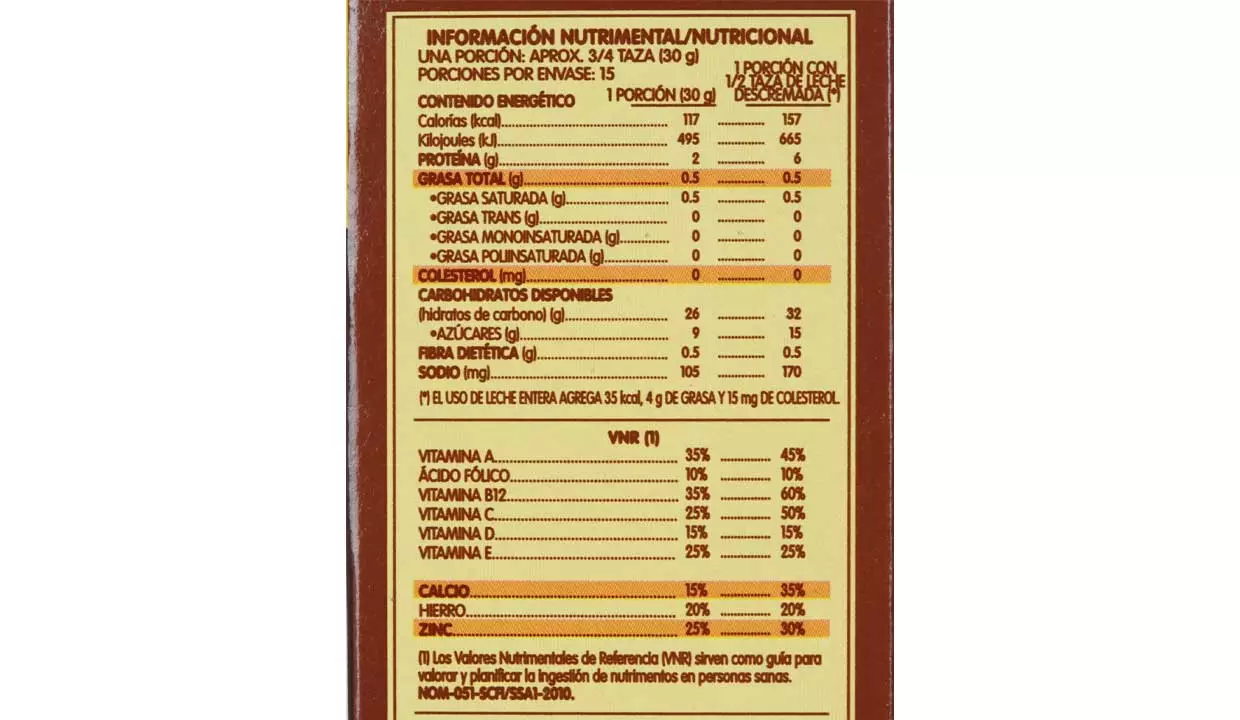 INFORMACIÓN NUTRIMENTAL/NUTRICIONAL
UNA PORCIÓN: APROX. 3/4 TAZA (30 g)
PORCIONES POR ENVASE: 15
1 PORCIÓN CON
1/2 TAZA DE LECHE
CONTENIDO ENERGÉTICO 1 PORCIÓN (30 g) DESCREMADA (*)
Calorías (kcal) 117 157
Kilojoules (kJ) 495 665
PROTEÍNA (g) 2 6
GRASA TOTAL (g) 0.5 0.5
•GRASA SATURADA (g) 0.5 0.5
•GRASA TRANS (g) 0 0
•GRASA MONOINSATURADA (g) 0 0
•GRASA POLIINSATURADA (g) 0 0
COLESTEROL (mg) 0 0
CARBOHIDRATOS DISPONIBLES
(hidratos de carbono) (g) 26 32
•AZÚCARES (g) 9 15
FIBRA DIETÉTICA (g) 0.5 0.5
SODIO (mg) 105 170
(*) EL USO DE LECHE ENTERA AGREGA 35 kcal, 4 g DE GRASA Y 15 mg DE COLESTEROL.
VNR (1)
VITAMINA A 35% 45%
ÁCIDO FÓLICO 10% 10%
VITAMINA B12 35% 60%
VITAMINA C 25% 50%
VITAMINA D 15% 15%
VITAMINA E 25% 25%
CALCIO 15% 35%
HIERRO 20% 20%
ZINC 25% 30%
(1) Los Valores Nutrimentales de Referencia (VNR) sirven como guía para
valorar y planificar la ingestión de nutrimentos en personas sanas.
NOM-051-SCFI/SSA1-2010.